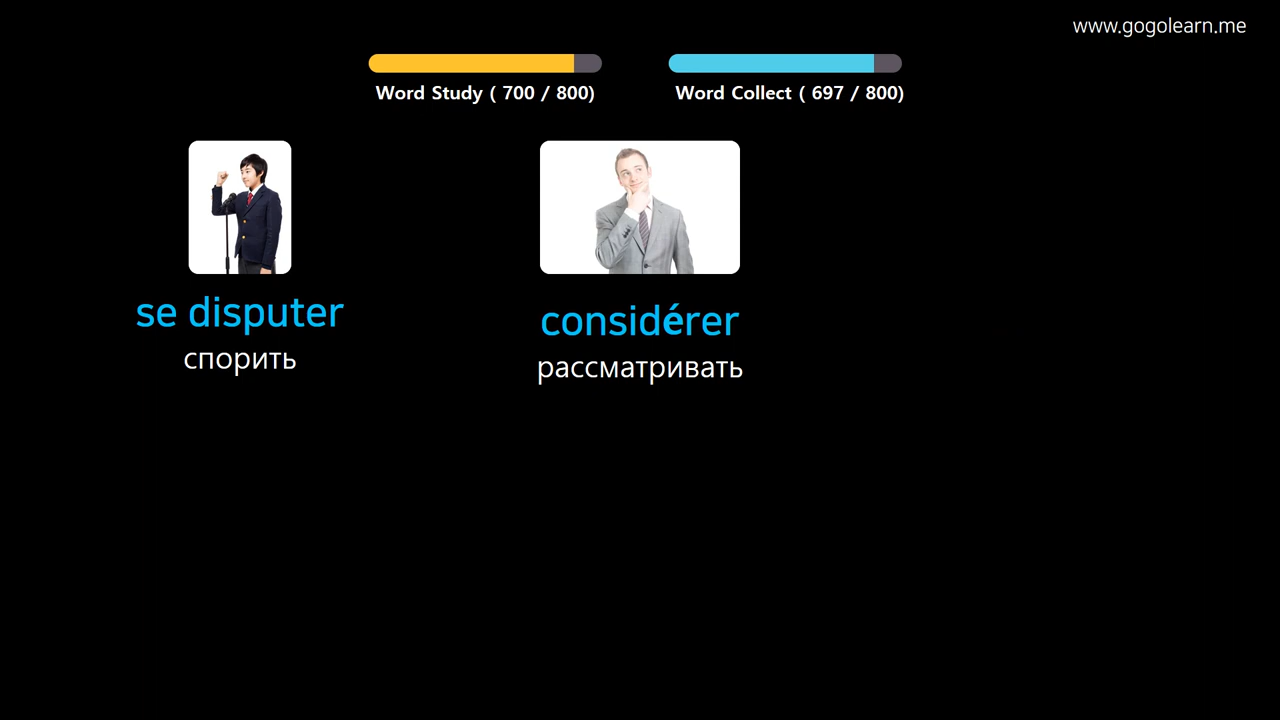 www.gogolearn.me
Word Study ( 700 / 800)
Word Collect ( 697 / 800)
se disputer
спорить
considérer
рассматривать